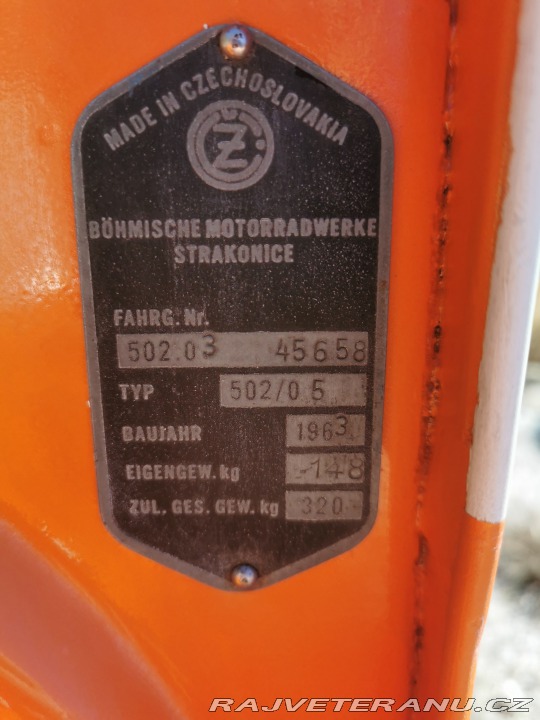 MADE IN CZECHOSLOVAKIA
ČZ
BÖHMISCHE MOTORRADWERKE
STRAKONICE
FAHRG. Nr.
502.03 45658
TYP 502/05
BAUJAHR 1963
EIGENGEW. kg -148
ZUL. GES. GEW. kg 320-
RAJVETERANU.CZ